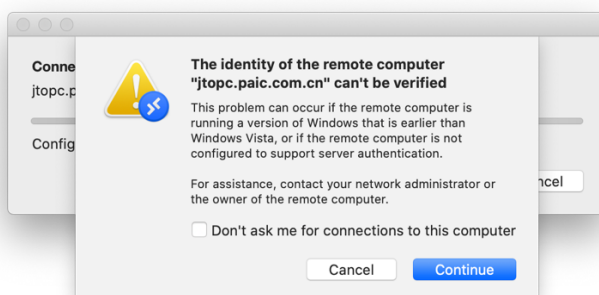 The identity of the remote computer
"jtopc.paic.com.cn" can't be verified
This problem can occur if the remote computer is
running a version of Windows that is earlier than
Windows Vista, or if the remote computer is not
configured to support server authentication.
For assistance, contact your network administrator or
the owner of the remote computer.
Don't ask me for connections to this computer
Cancel
Continue
Conne
jtopc.p
Config
ncel